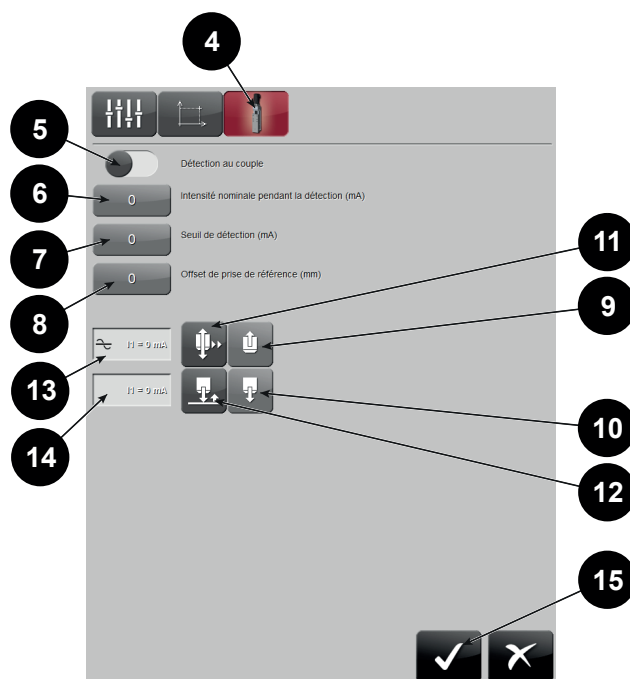 4
5
Détection au couple
6
0
Intensité nominale pendant la détection (mA)
7
0
Seuil de détection (mA)
8
0
Offset de prise de référence (mm)
11
9
I1 = 0 mA
13
I1 = 0 mA
14
10
12
15